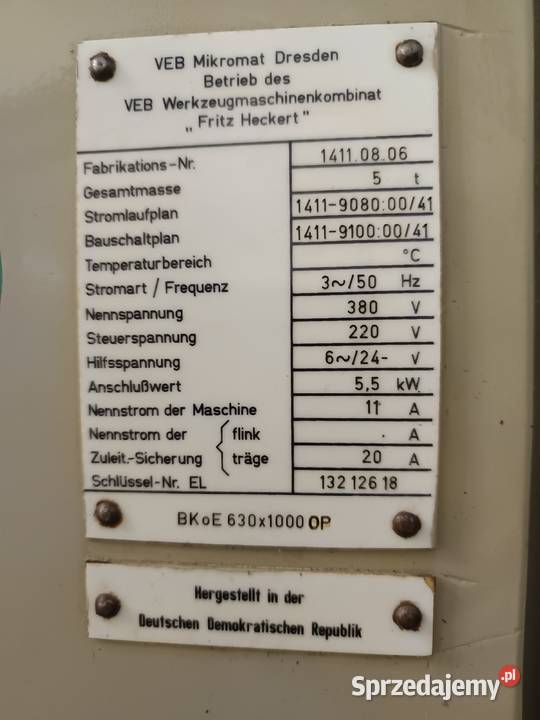 VEB Mikromat Dresden
Betrieb des
VEB Werkzeugmaschinenkombinat
„Fritz Heckert"
Fabrikations-Nr. 1411.08.06
Gesamtmasse 5 t
Stromlaufplan 1411-9080:00/41
Bauschaltplan 1411-9100:00/41
Temperaturbereich °C
Stromart / Frequenz 3~/50 Hz
Nennspannung 380 V
Steuerspannung 220 V
Hilfsspannung 6~/24- V
Anschlußwert 5,5 kW
Nennstrom der Maschine 11 A
Nennstrom der flink . A
Zuleit.-Sicherung träge 20 A
Schlüssel-Nr. EL 132 126 18
BKoE 630x1000 OP
Hergestellt in der
Deutschen Demokratischen Republik
Sprzedajemy.pl